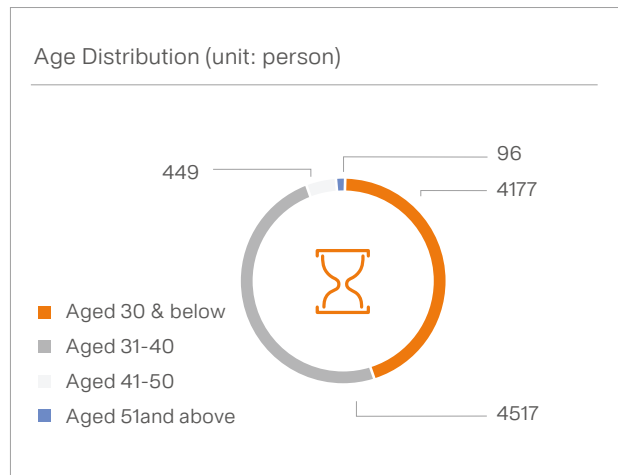 Age Distribution (unit: person)
96
449
4177
Aged 30 & below
Aged 31-40
Aged 41-50
Aged 51and above
4517